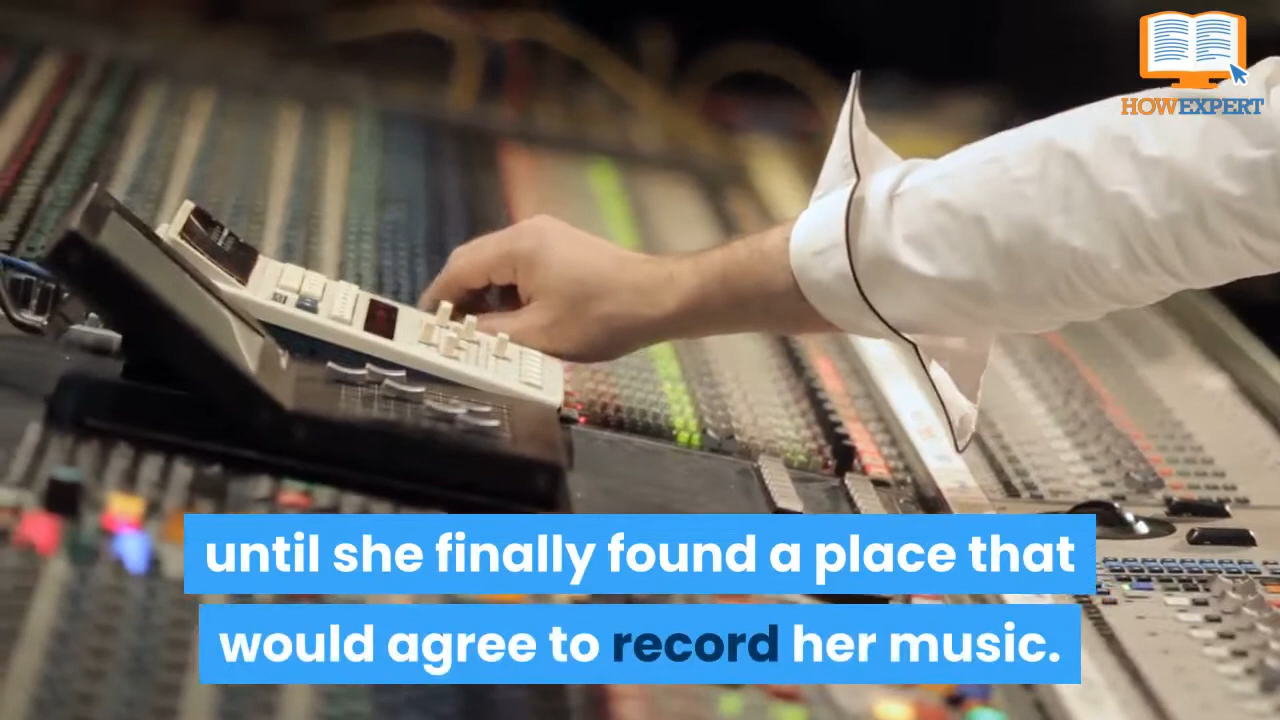 HOWEXPERT
until she finally found a place that
would agree to record her music.